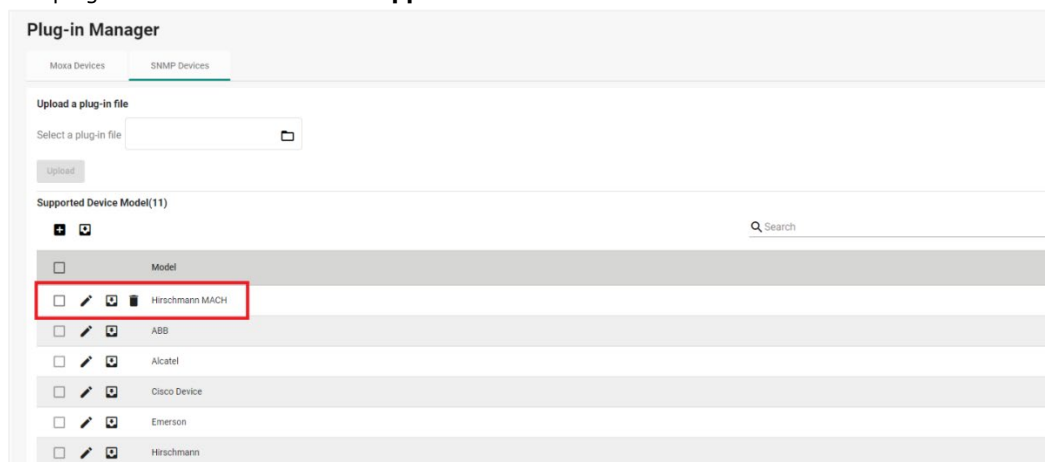 Plug-in Manager
Moxa Devices SNMP Devices
Upload a plug-in file
Select a plug-in file
Upload
Supported Device Model(11)
Search
Model
Hirschmann MACH
ABB
Alcatel
Cisco Device
Emerson
Hirschmann